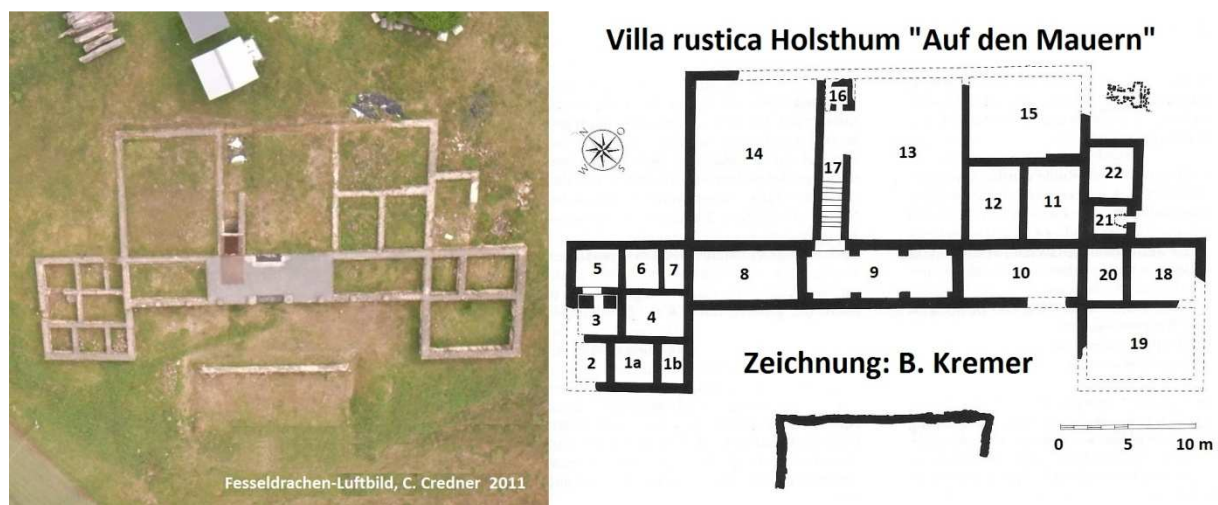 Fesseldrachen-Luftbild, C. Credner 2011
Villa rustica Holsthum "Auf den Mauern"
N
O
W
S
16
15
14
13
17
22
12
11
21
5
6
7
8
9
10
20
18
3
4
19
2
1a
1b
Zeichnung: B. Kremer
0 5 10 m